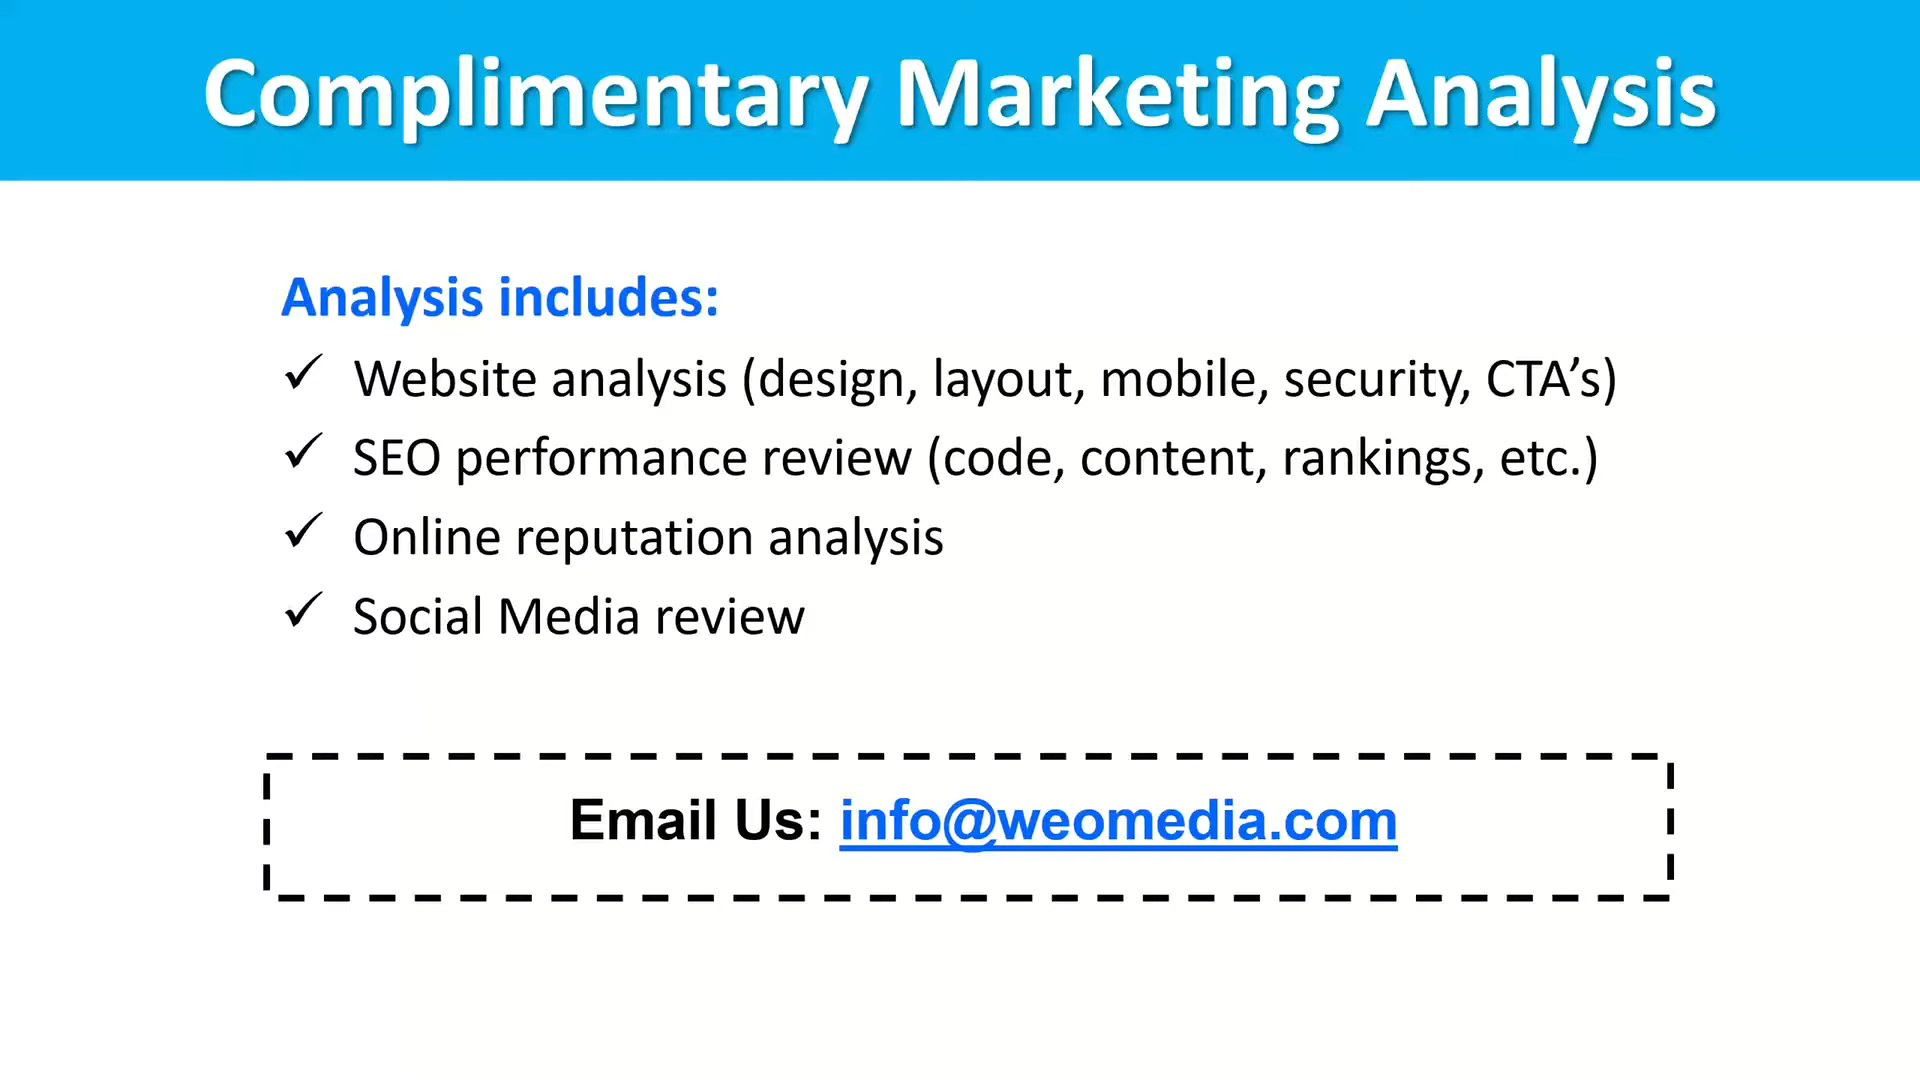 Complimentary Marketing Analysis
Analysis includes:
✓ Website analysis (design, layout, mobile, security, CTA’s)
✓ SEO performance review (code, content, rankings, etc.)
✓ Online reputation analysis
✓ Social Media review
Email Us: info@weomedia.com